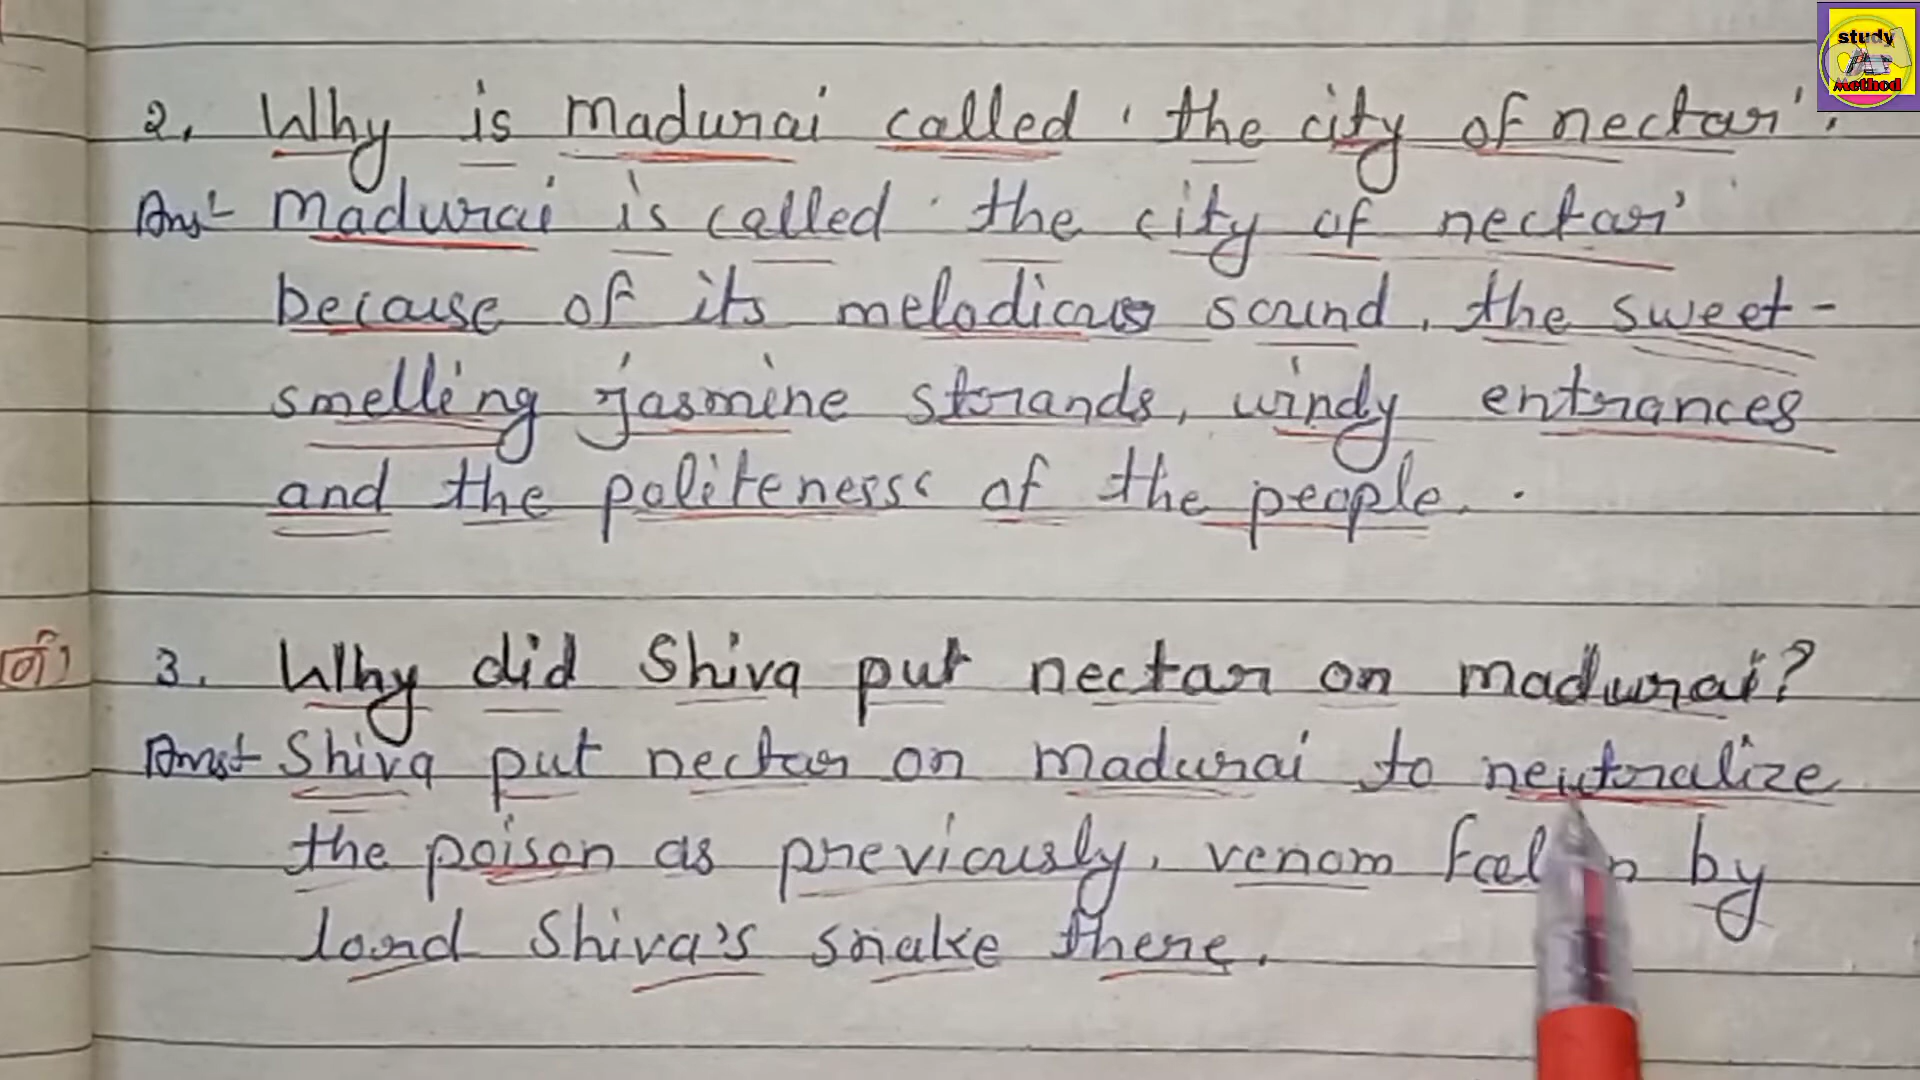 study
Method
2. Why is Madurai called 'the city of nectar'.
Ans- Madurai is called 'the city of nectar'
because of its melodious sound, the sweet-
smelling jasmine strands, windy entrances
and the politeness of the people.
3. Why did Shiva put nectar on Madurai?
Ans- Shiva put nectar on Madurai to neutralize
the poison as previously, venom by
lord Shiva's snake there.